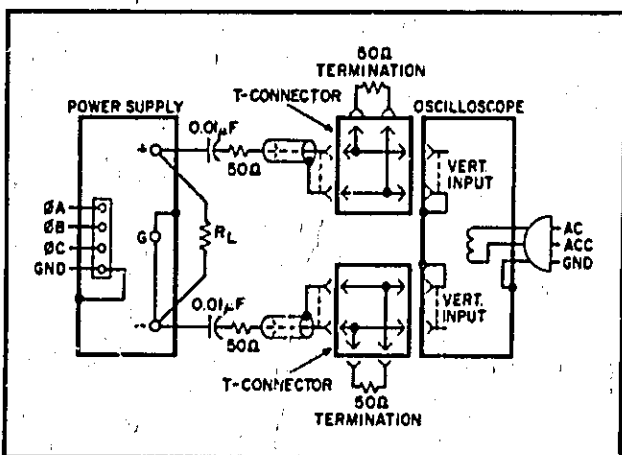 50Ω
TERMINATION
T-CONNECTOR
POWER SUPPLY
OSCILLOSCOPE
0.01µF
+
50Ω
VERT.
INPUT
ØA
ØB
ØC
GND
G
RL
AC
ACC
GND
0.01µF
-
50Ω
VERT.
INPUT
T-CONNECTOR
50Ω
TERMINATION